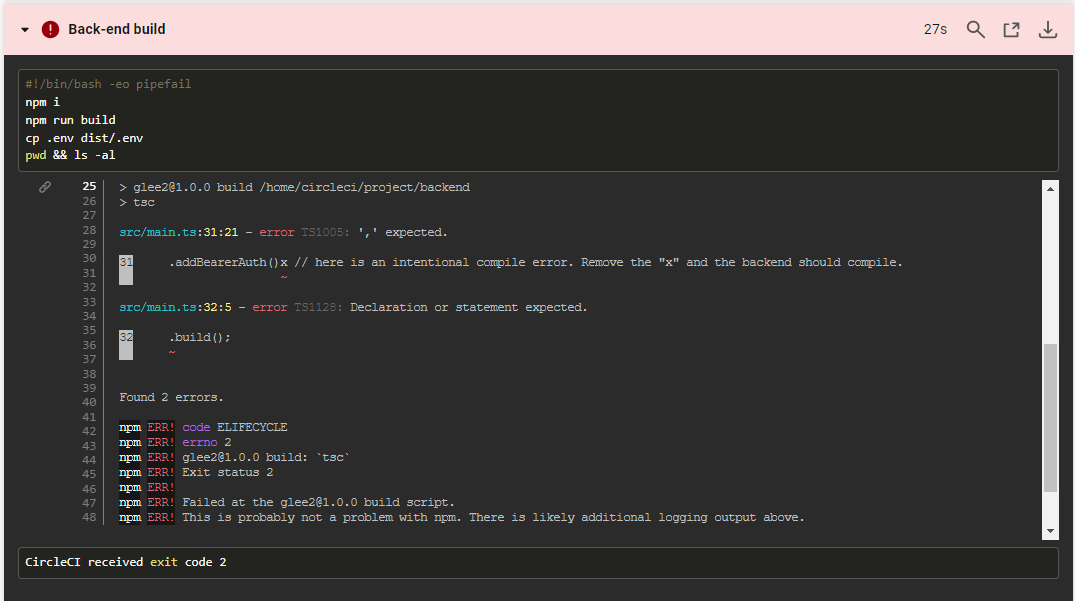 Back-end build 27s
#!/bin/bash -eo pipefail
npm i
npm run build
cp .env dist/.env
pwd && ls -al
25 > glee2@1.0.0 build /home/circleci/project/backend
26 > tsc
27
28 src/main.ts:31:21 - error TS1005: ',' expected.
29
30 31     .addBearerAuth()x // here is an intentional compile error. Remove the "x" and the backend should compile.
31                        ~
32
33 src/main.ts:32:5 - error TS1128: Declaration or statement expected.
34
35 32     .build();
36        ~
37
38
39 Found 2 errors.
40
41 npm ERR! code ELIFECYCLE
42 npm ERR! errno 2
43 npm ERR! glee2@1.0.0 build: `tsc`
44 npm ERR! Exit status 2
45 npm ERR!
46 npm ERR! Failed at the glee2@1.0.0 build script.
47 npm ERR! This is probably not a problem with npm. There is likely additional logging output above.
48
CircleCI received exit code 2